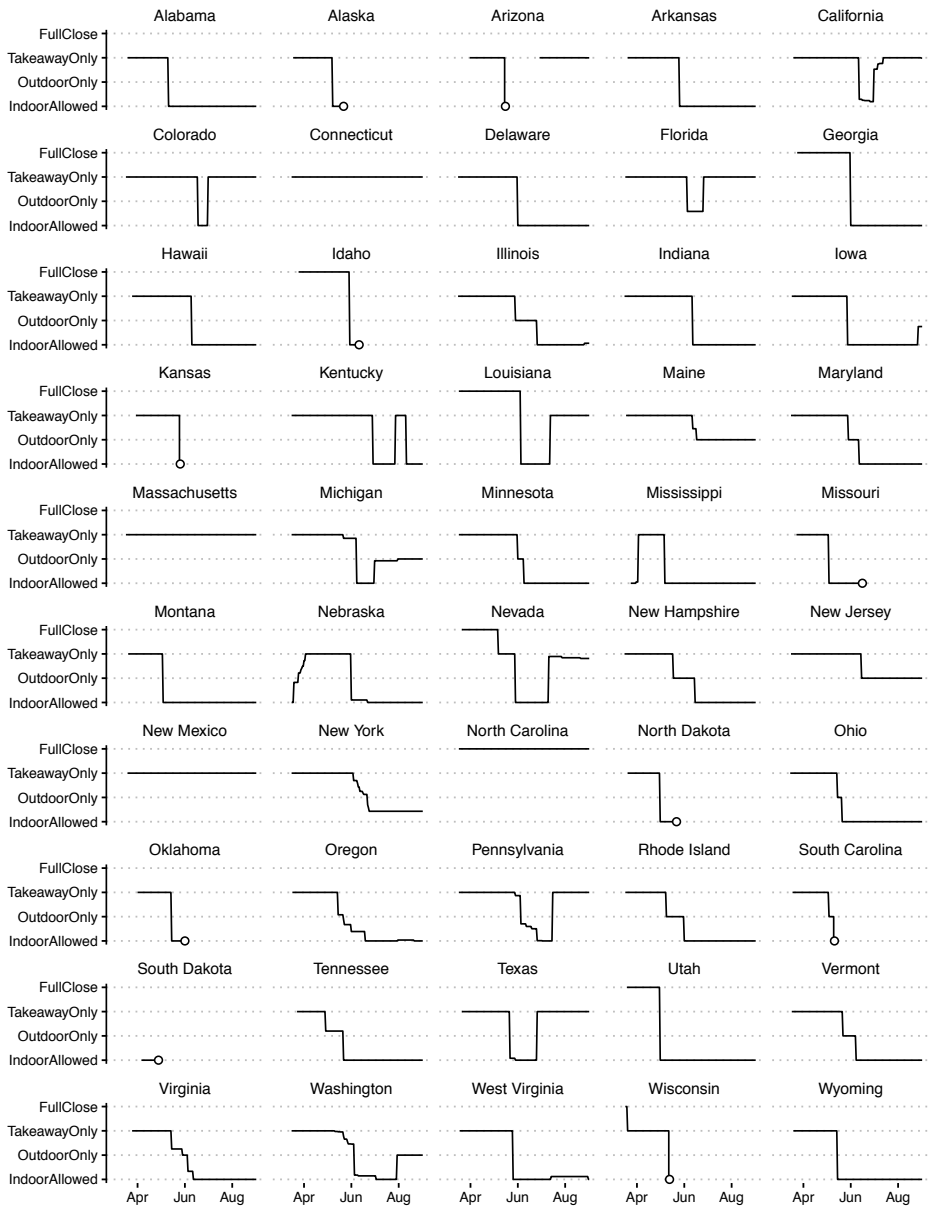 Alabama Alaska Arizona Arkansas California
FullClose
TakeawayOnly
OutdoorOnly
IndoorAllowed
Colorado Connecticut Delaware Florida Georgia
FullClose
TakeawayOnly
OutdoorOnly
IndoorAllowed
Hawaii Idaho Illinois Indiana Iowa
FullClose
TakeawayOnly
OutdoorOnly
IndoorAllowed
Kansas Kentucky Louisiana Maine Maryland
FullClose
TakeawayOnly
OutdoorOnly
IndoorAllowed
Massachusetts Michigan Minnesota Mississippi Missouri
FullClose
TakeawayOnly
OutdoorOnly
IndoorAllowed
Montana Nebraska Nevada New Hampshire New Jersey
FullClose
TakeawayOnly
OutdoorOnly
IndoorAllowed
New Mexico New York North Carolina North Dakota Ohio
FullClose
TakeawayOnly
OutdoorOnly
IndoorAllowed
Oklahoma Oregon Pennsylvania Rhode Island South Carolina
FullClose
TakeawayOnly
OutdoorOnly
IndoorAllowed
South Dakota Tennessee Texas Utah Vermont
FullClose
TakeawayOnly
OutdoorOnly
IndoorAllowed
Virginia Washington West Virginia Wisconsin Wyoming
FullClose
TakeawayOnly
OutdoorOnly
IndoorAllowed
Apr Jun Aug Apr Jun Aug Apr Jun Aug Apr Jun Aug Apr Jun Aug